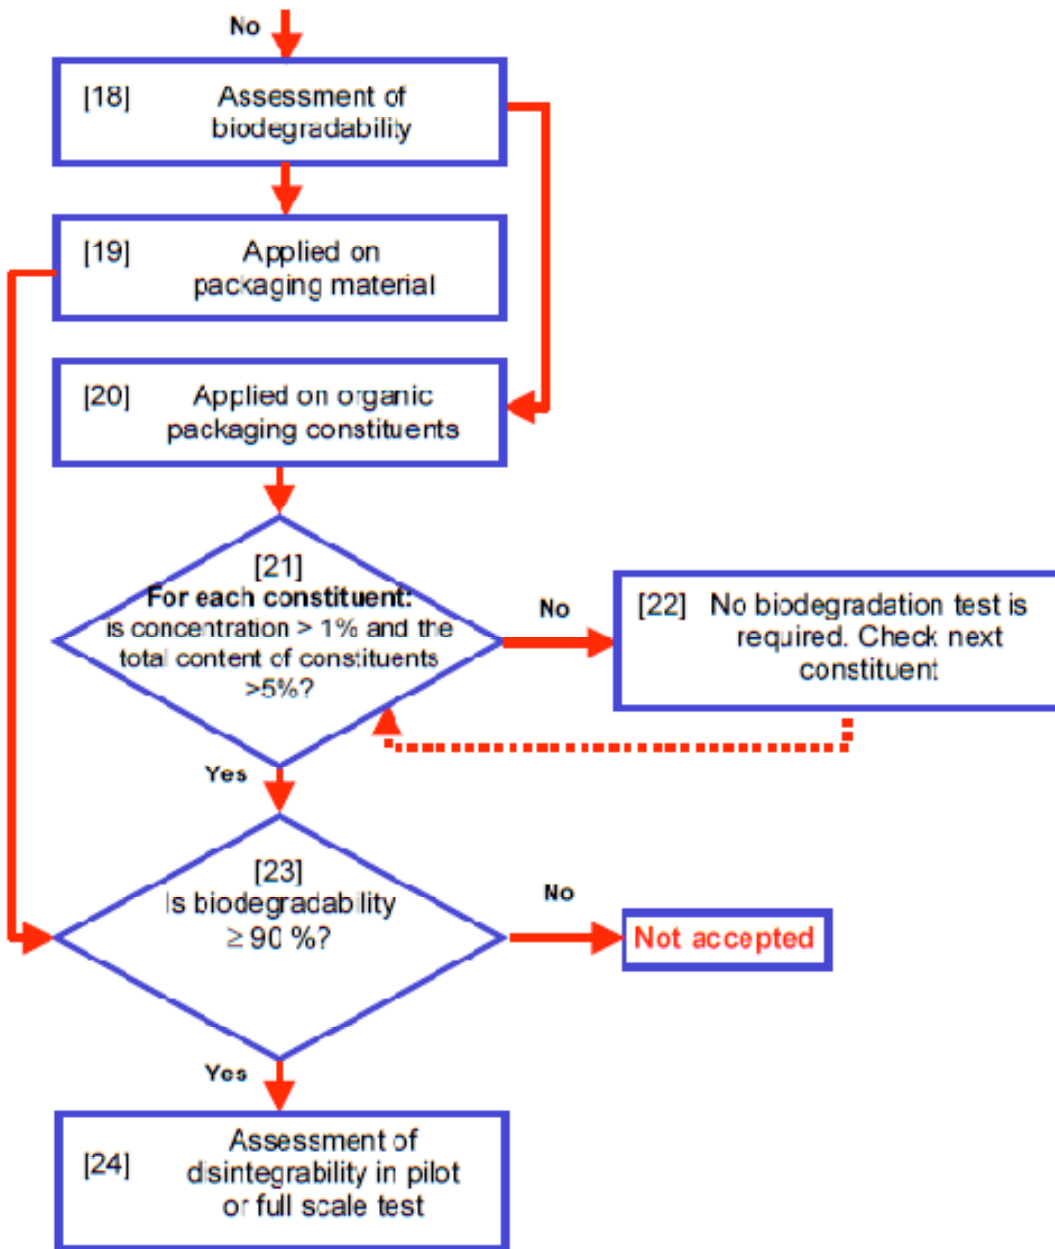 No
[18] Assessment of
biodegradability
[19] Applied on
packaging material
[20] Applied on organic
packaging constituents
[21]
For each constituent:
is concentration > 1% and the
total content of constituents
>5%?
No
[22] No biodegradation test is
required. Check next
constituent
Yes
[23]
Is biodegradability
≥ 90 %?
No
Not accepted
Yes
[24] Assessment of
disintegrability in pilot
or full scale test